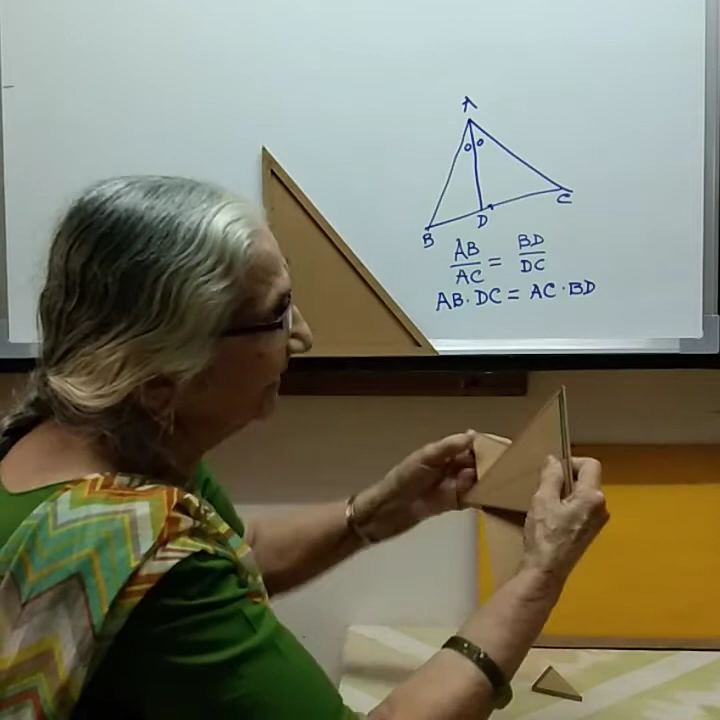 A
B
D
C
AB/AC = BD/DC
AB · DC = AC · BD